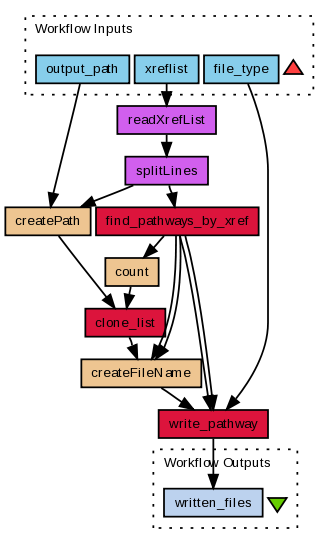 Workflow Inputs
output_path
xreflist
file_type
readXrefList
splitLines
createPath
find_pathways_by_xref
count
clone_list
createFileName
write_pathway
Workflow Outputs
written_files